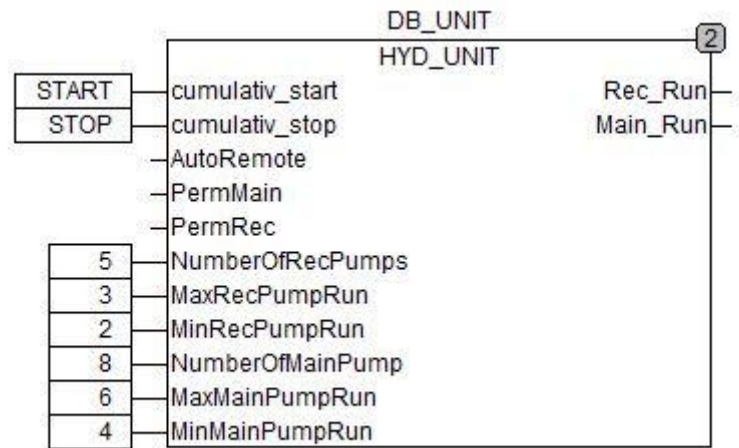 DB_UNIT
2
HYD_UNIT
START cumulativ_start Rec_Run
STOP cumulativ_stop Main_Run
AutoRemote
PermMain
PermRec
5 NumberOfRecPumps
3 MaxRecPumpRun
2 MinRecPumpRun
8 NumberOfMainPump
6 MaxMainPumpRun
4 MinMainPumpRun